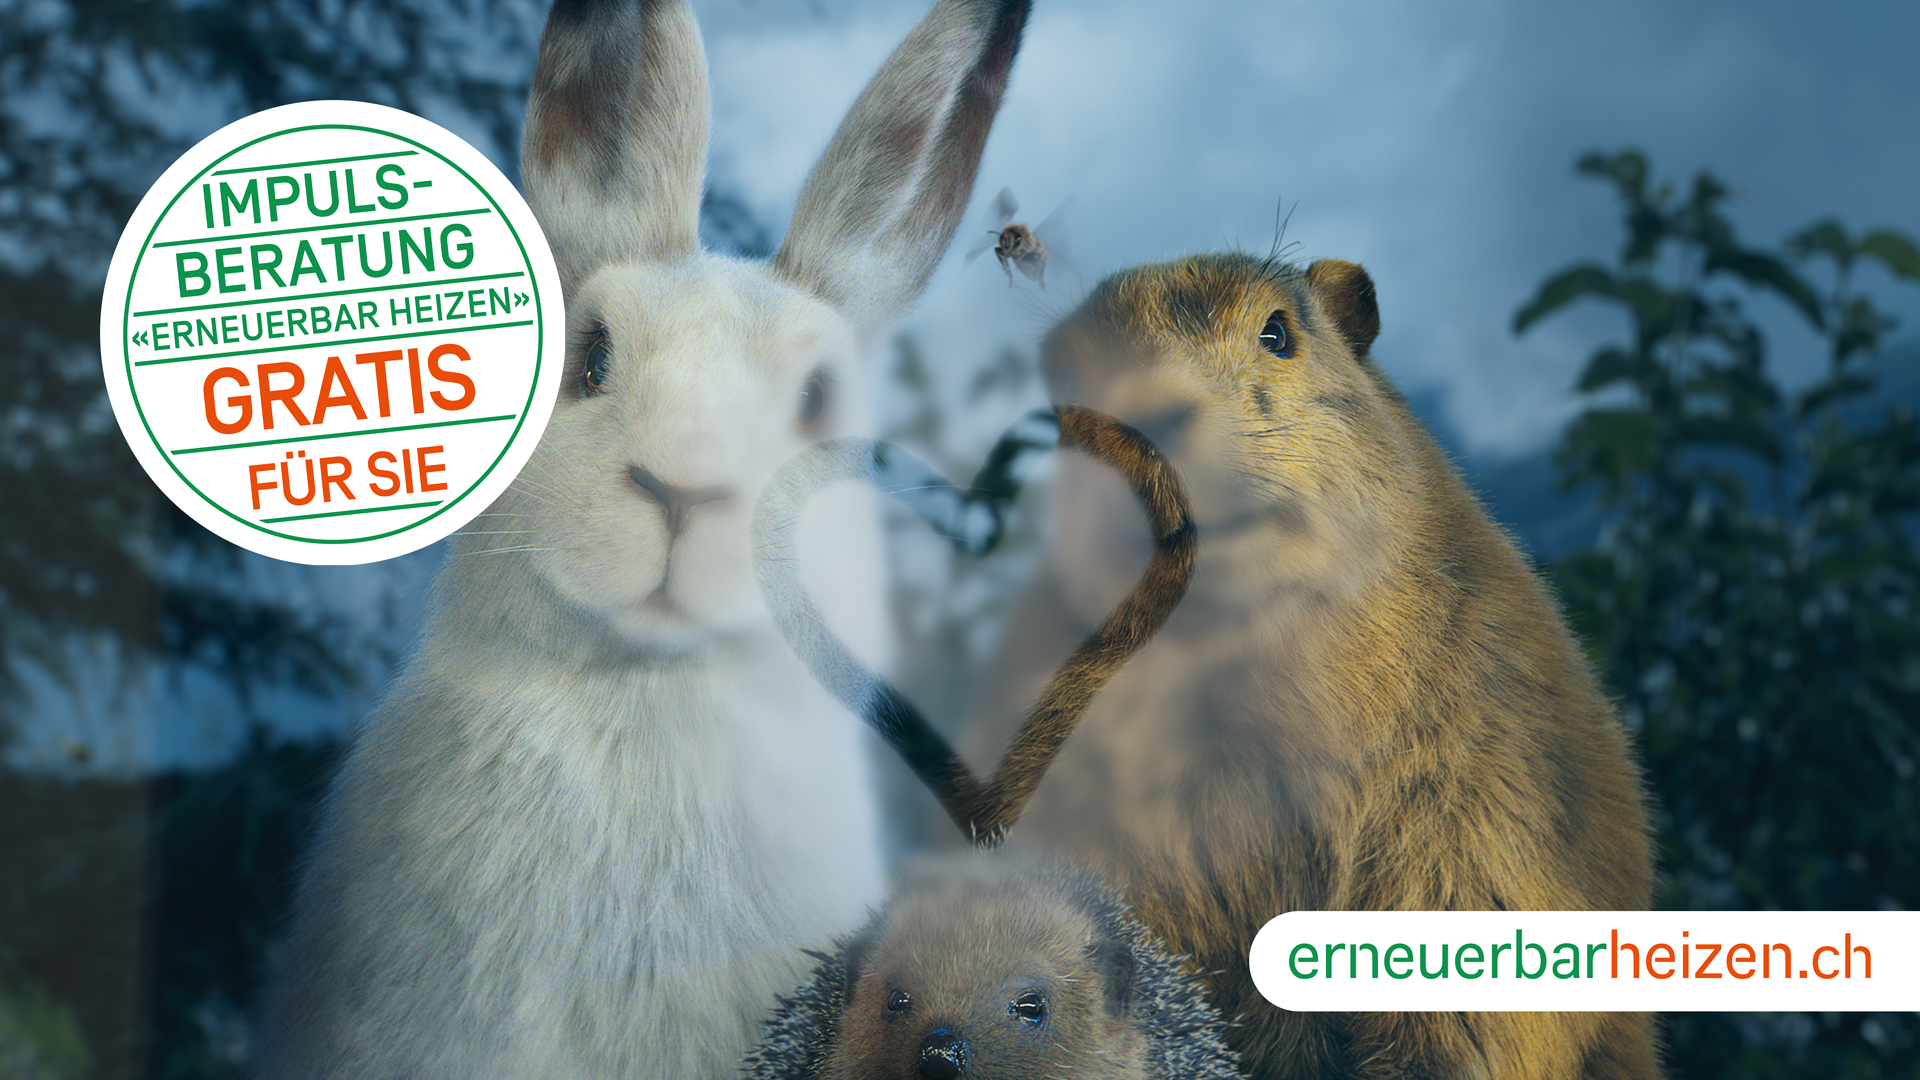 IMPULS-
BERATUNG
«ERNEUERBAR HEIZEN»
GRATIS
FÜR SIE
erneuerbarheizen.ch